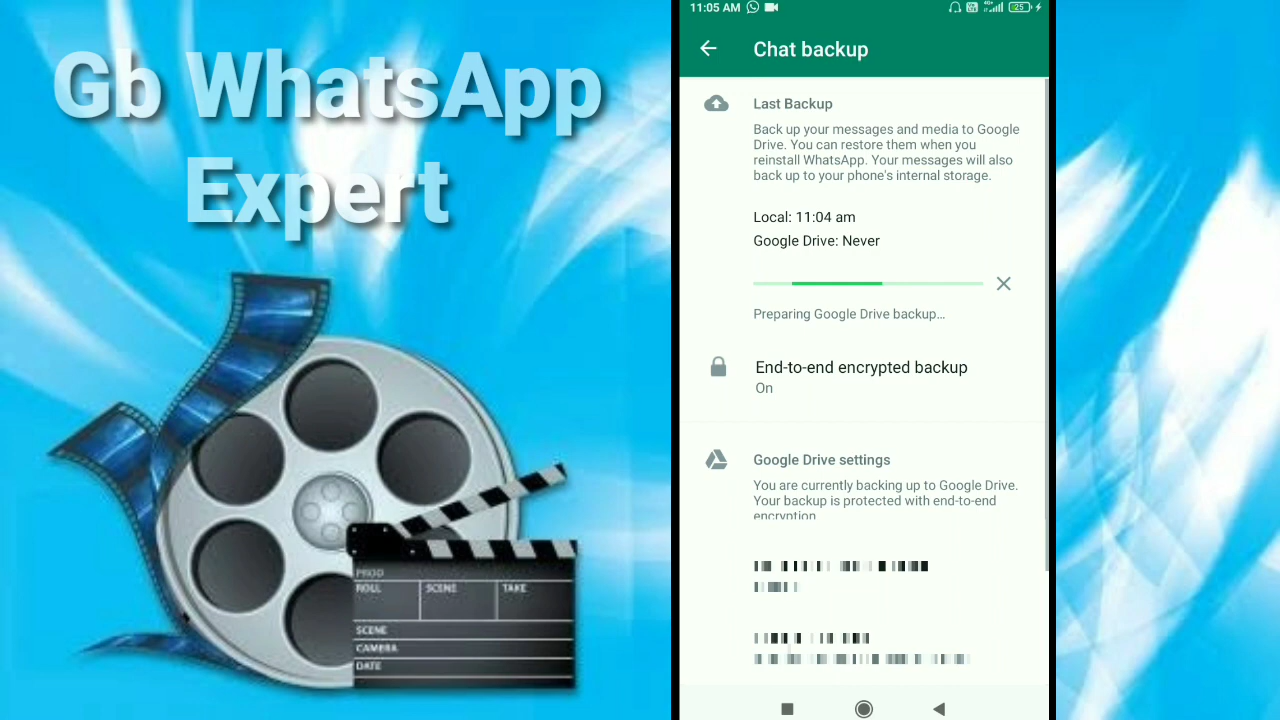 Gb WhatsApp
Expert
PROD
ROLL SCENE TAKE
SCENE
CAMERA
DATE
11:05 AM
4G+
25
Chat backup
Last Backup
Back up your messages and media to Google
Drive. You can restore them when you
reinstall WhatsApp. Your messages will also
back up to your phone's internal storage.
Local: 11:04 am
Google Drive: Never
Preparing Google Drive backup...
End-to-end encrypted backup
On
Google Drive settings
You are currently backing up to Google Drive.
Your backup is protected with end-to-end
encryption